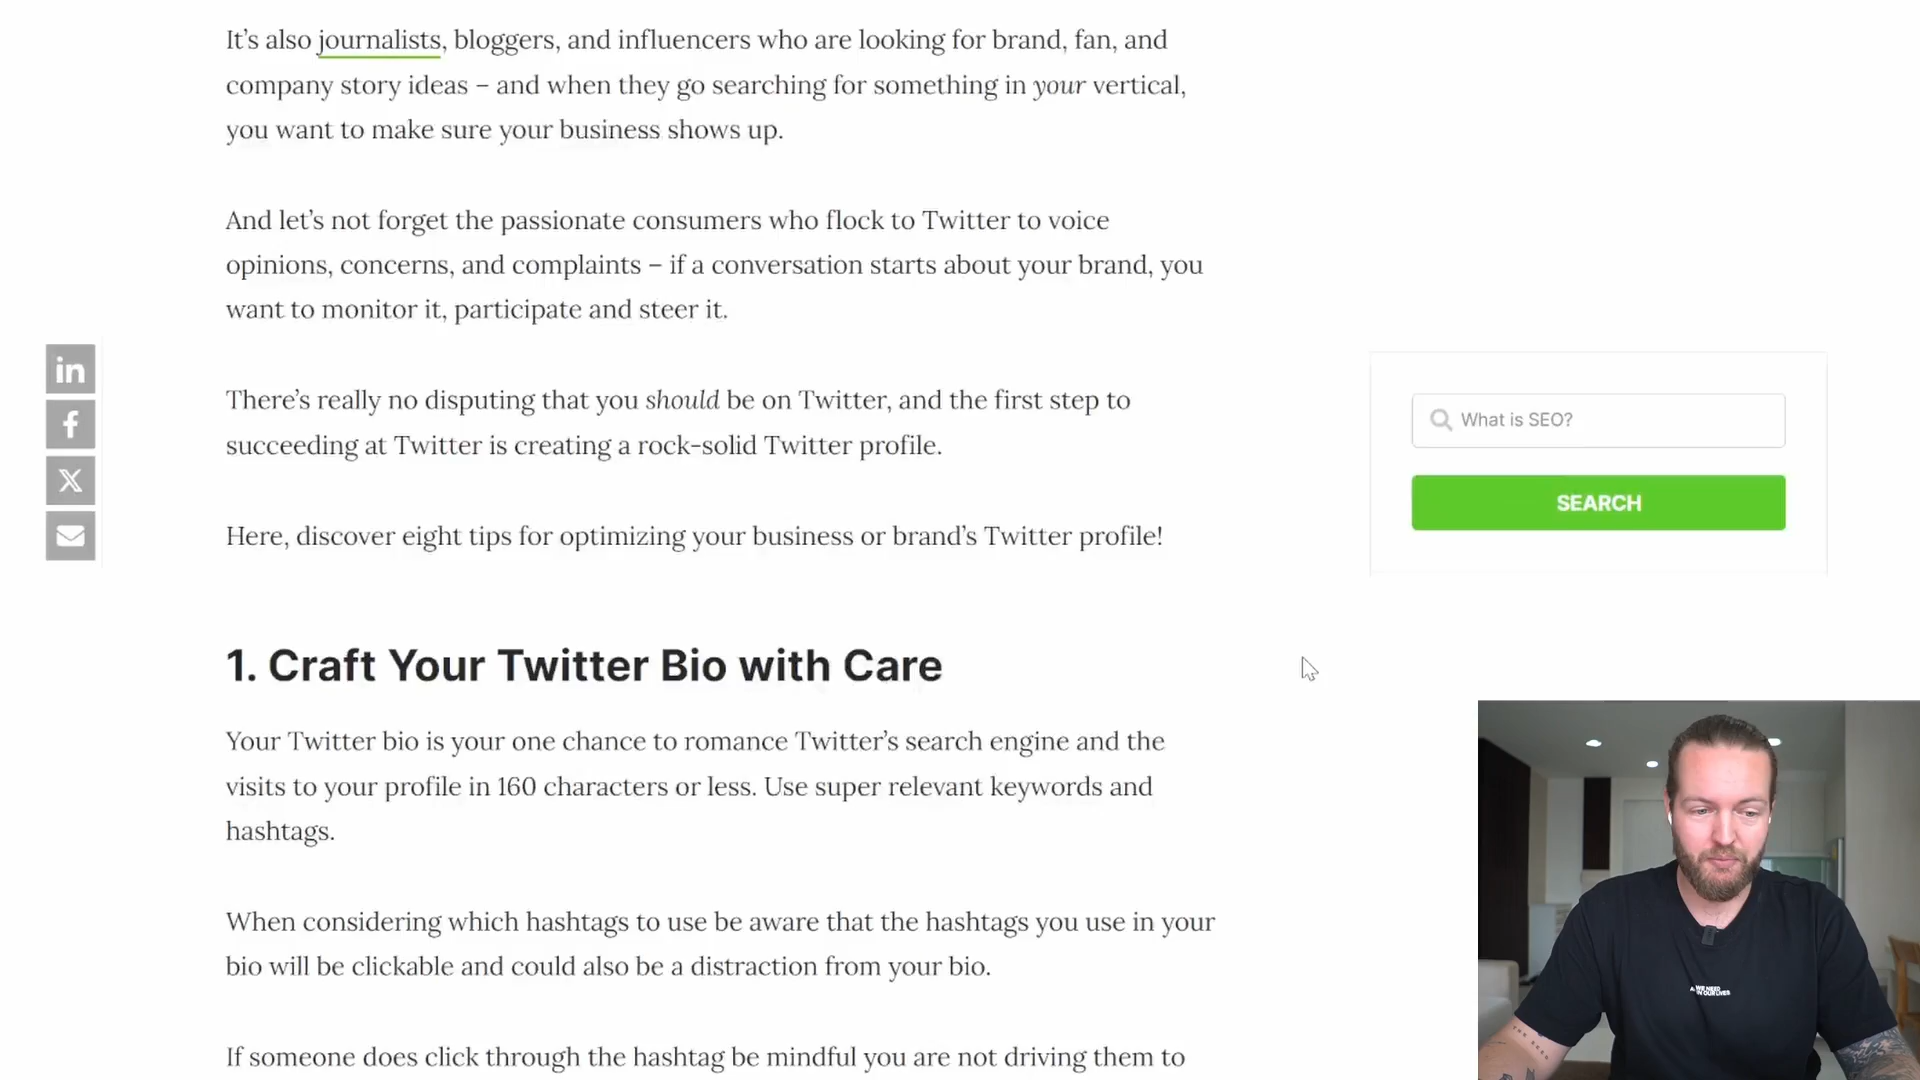 It’s also journalists, bloggers, and influencers who are looking for brand, fan, and
company story ideas – and when they go searching for something in your vertical,
you want to make sure your business shows up.
And let’s not forget the passionate consumers who flock to Twitter to voice
opinions, concerns, and complaints – if a conversation starts about your brand, you
want to monitor it, participate and steer it.
in
f
X
There’s really no disputing that you should be on Twitter, and the first step to
succeeding at Twitter is creating a rock-solid Twitter profile.
Here, discover eight tips for optimizing your business or brand’s Twitter profile!
What is SEO?
SEARCH
1. Craft Your Twitter Bio with Care
Your Twitter bio is your one chance to romance Twitter’s search engine and the
visits to your profile in 160 characters or less. Use super relevant keywords and
hashtags.
When considering which hashtags to use be aware that the hashtags you use in your
bio will be clickable and could also be a distraction from your bio.
If someone does click through the hashtag be mindful you are not driving them to
WE NEED
IN OUR LIVES